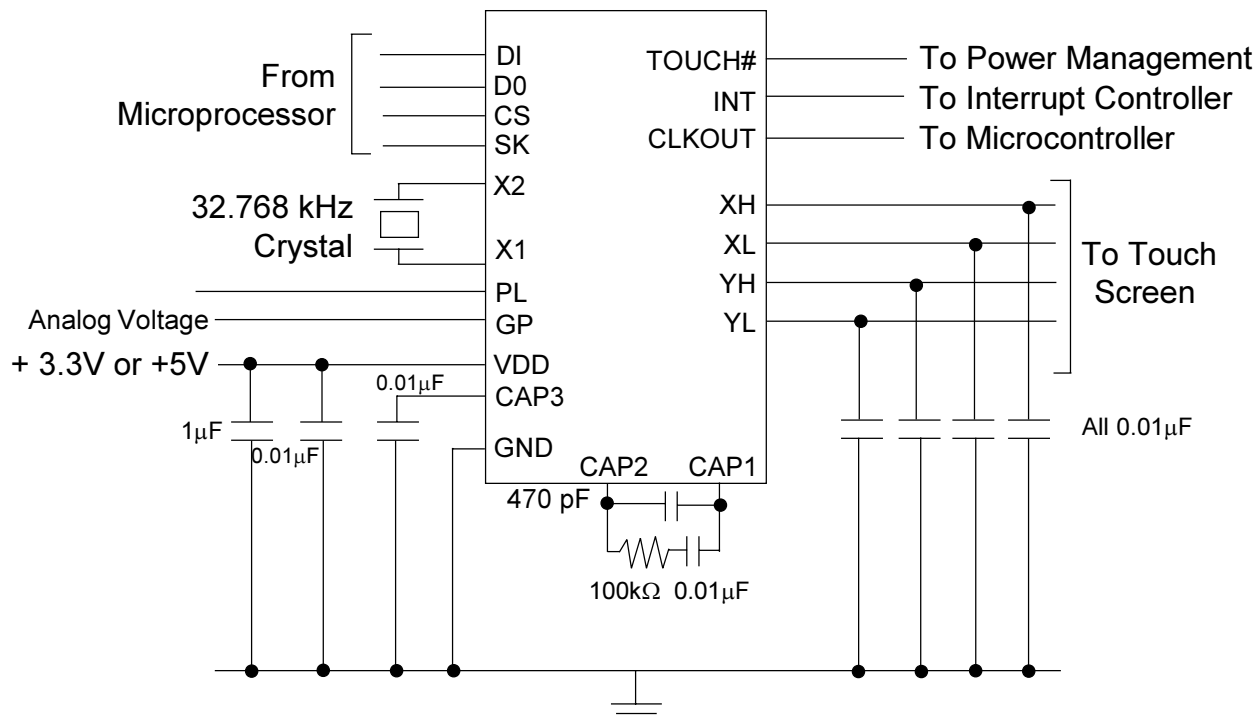 From
Microprocessor
DI
D0
CS
SK
X2
32.768 kHz
Crystal
X1
PL
Analog Voltage
GP
+ 3.3V or +5V
VDD
0.01μF
CAP3
1μF
0.01μF
GND
CAP2
CAP1
470 pF
100kΩ
0.01μF
TOUCH#
To Power Management
INT
To Interrupt Controller
CLKOUT
To Microcontroller
XH
XL
YH
YL
To Touch
Screen
All 0.01μF